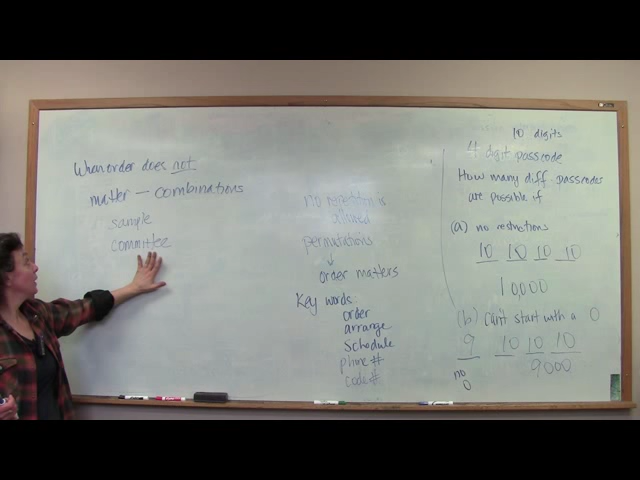 When order does not
matter - combinations
sample
committee
no repetition is
allowed
permutations
↓
order matters
Key words:
order
arrange
schedule
phone #
code #
10 digits
4 digit passcode
How many diff. passcodes
are possible if
(a) no restrictions
10 10 10 10
10,000
(b) Can't start with a 0
9 10 10 10
no
0
9000